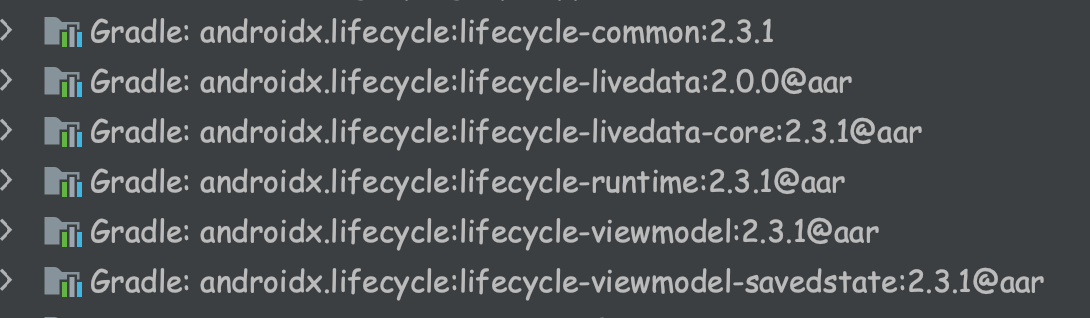 Gradle: androidx.lifecycle:lifecycle-common:2.3.1
Gradle: androidx.lifecycle:lifecycle-livedata:2.0.0@aar
Gradle: androidx.lifecycle:lifecycle-livedata-core:2.3.1@aar
Gradle: androidx.lifecycle:lifecycle-runtime:2.3.1@aar
Gradle: androidx.lifecycle:lifecycle-viewmodel:2.3.1@aar
Gradle: androidx.lifecycle:lifecycle-viewmodel-savedstate:2.3.1@aar